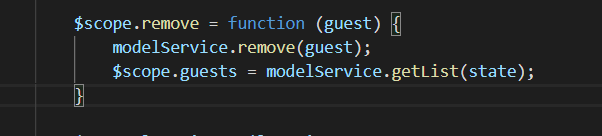 $scope.remove = function (guest) {
modelService.remove(guest);
$scope.guests = modelService.getList(state);
}